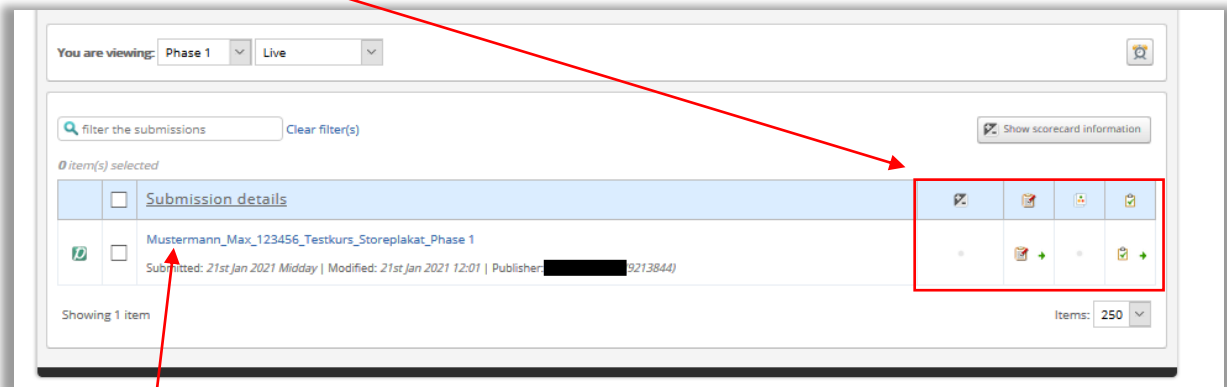 You are viewing: Phase 1 Live
filter the submissions Clear filter(s) Show scorecard information
0 item(s) selected
Submission details
Mustermann_Max_123456_Testkurs_Storeplakat_Phase 1
Submitted: 21st Jan 2021 Midday | Modified: 21st Jan 2021 12:01 | Publisher: 9213844)
Showing 1 item Items: 250